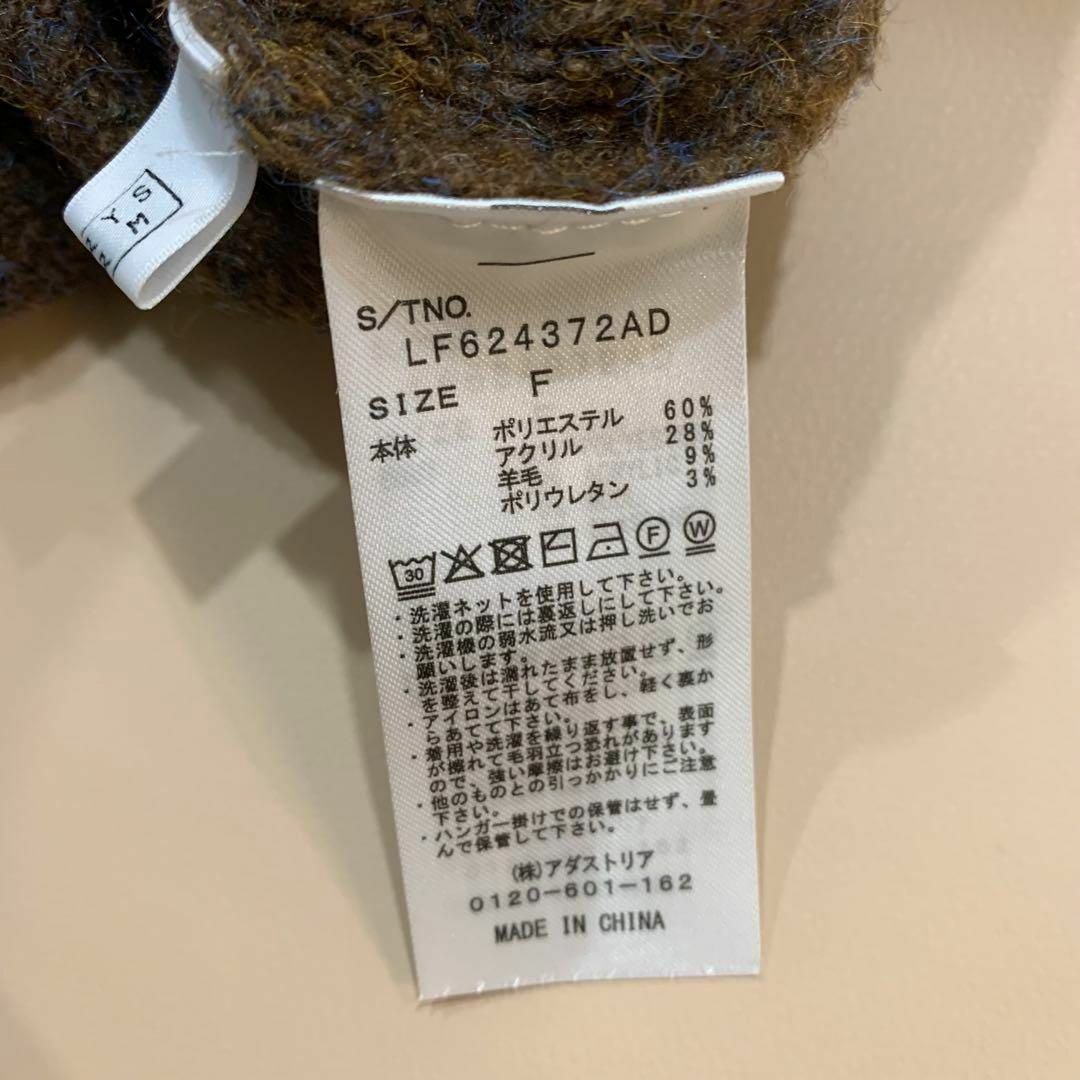 S
M
Y
S/TNO.
LF624372AD
SIZE F
本体 ポリエステル 60%
アクリル 28%
羊毛 9%
ポリウレタン 3%
30 F W
・洗濯ネットを使用して下さい。
・洗濯の際には裏返しにして下さい。
・洗濯機の弱水流又は押し洗いでお
願いします。
・洗濯後は濡れたまま放置せず、形
を整えて干してください。
・アイロンはあて布をし、軽く裏か
らあてて下さい。
・着用や洗濯を繰り返す事で、表面
が擦れて毛羽立つ恐れがあります
ので、強い摩擦はお避け下さい。
・他のものとの引っかかりにご注意
下さい。
・ハンガー掛けでの保管はせず、畳
んで保管して下さい。
(株)アダストリア
0120-601-162
MADE IN CHINA